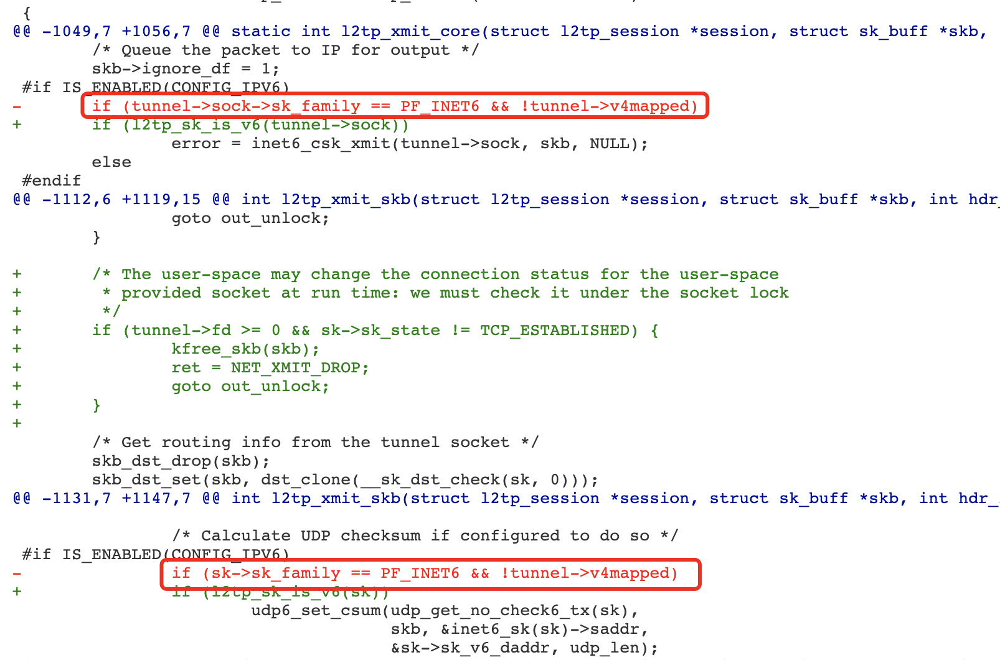 {
@@ -1049,7 +1056,7 @@ static int l2tp_xmit_core(struct l2tp_session *session, struct sk_buff *skb,
        /* Queue the packet to IP for output */
        skb->ignore_df = 1;
 #if IS_ENABLED(CONFIG_IPV6)
-       if (tunnel->sock->sk_family == PF_INET6 && !tunnel->v4mapped)
+       if (l2tp_sk_is_v6(tunnel->sock))
                error = inet6_csk_xmit(tunnel->sock, skb, NULL);
        else
 #endif
@@ -1112,6 +1119,15 @@ int l2tp_xmit_skb(struct l2tp_session *session, struct sk_buff *skb, int hdr_
                goto out_unlock;
        }
+       /* The user-space may change the connection status for the user-space
+        * provided socket at run time: we must check it under the socket lock
+        */
+       if (tunnel->fd >= 0 && sk->sk_state != TCP_ESTABLISHED) {
+               kfree_skb(skb);
+               ret = NET_XMIT_DROP;
+               goto out_unlock;
+       }
+
        /* Get routing info from the tunnel socket */
        skb_dst_drop(skb);
        skb_dst_set(skb, dst_clone(__sk_dst_check(sk, 0)));
@@ -1131,7 +1147,7 @@ int l2tp_xmit_skb(struct l2tp_session *session, struct sk_buff *skb, int hdr_
                /* Calculate UDP checksum if configured to do so */
 #if IS_ENABLED(CONFIG_IPV6)
-               if (sk->sk_family == PF_INET6 && !tunnel->v4mapped)
+               if (l2tp_sk_is_v6(sk))
                        udp6_set_csum(udp_get_no_check6_tx(sk),
                                      skb, &inet6_sk(sk)->saddr,
                                      &sk->sk_v6_daddr, udp_len);